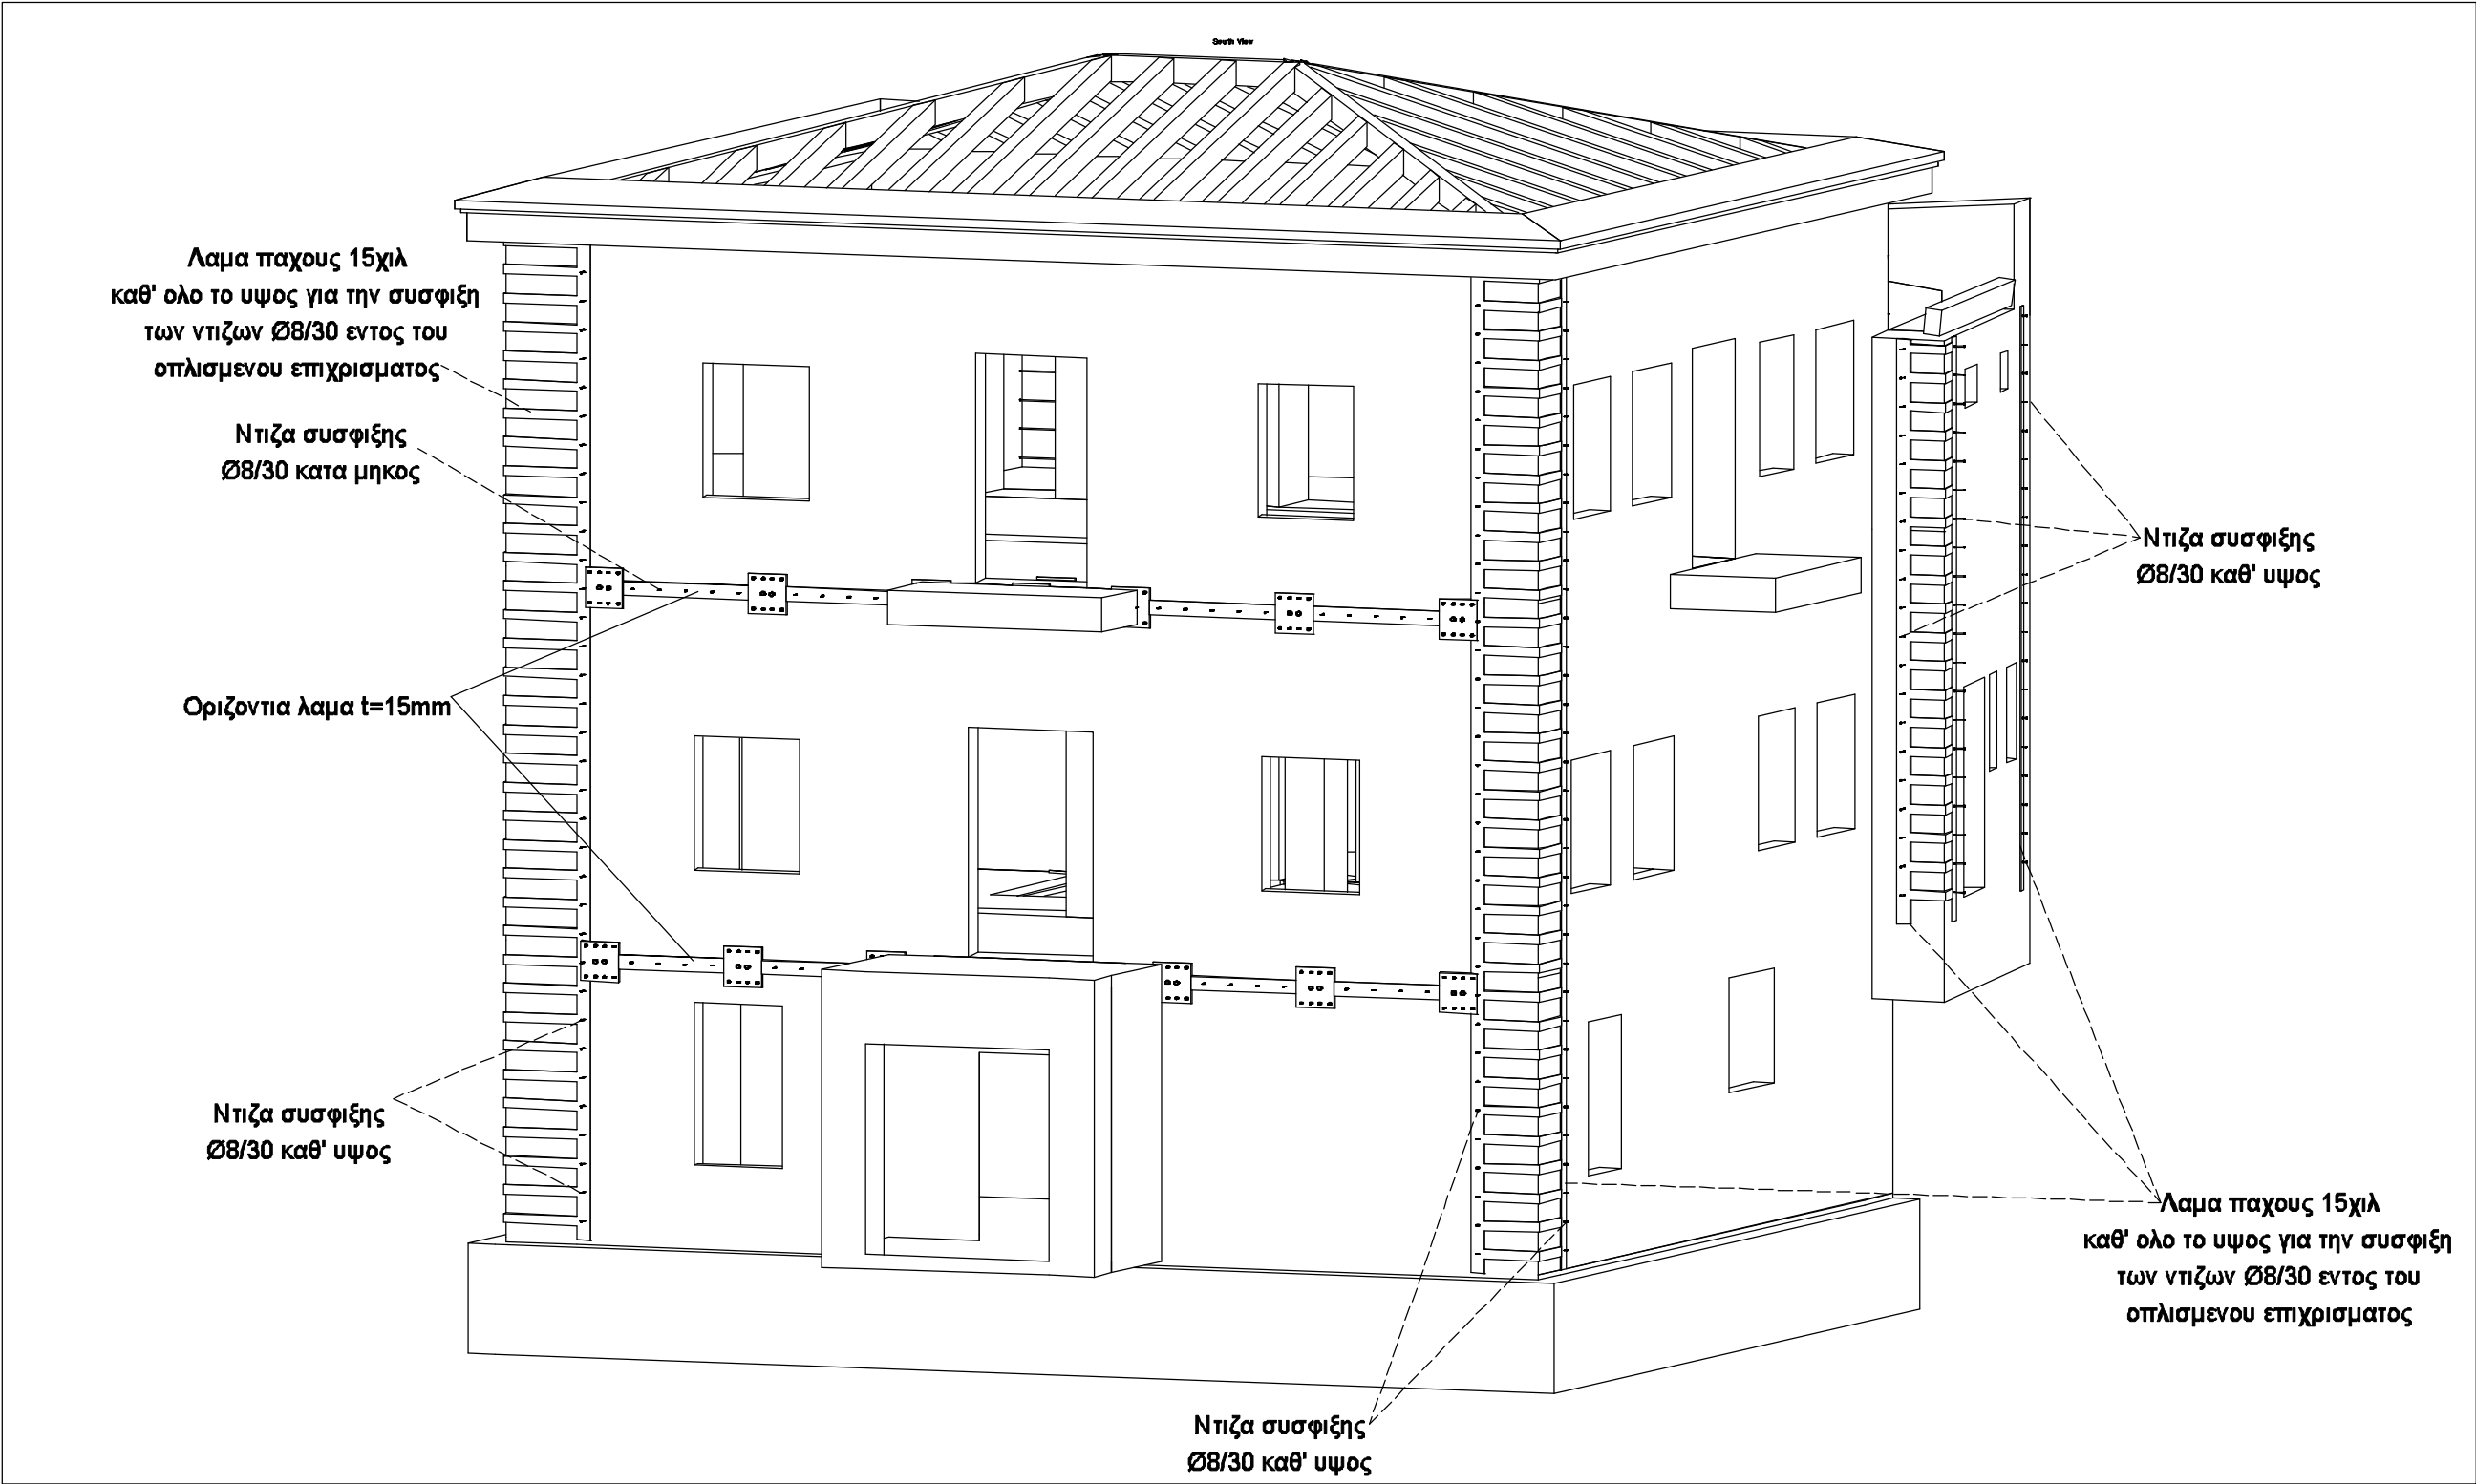 South View
Λαμα παχους 15χιλ
καθ' ολο το υψος για την συσφιξη
των ντιζων Ø8/30 εντος του
οπλισμενου επιχρισματος
Ντιζα συσφιξης
Ø8/30 κατα μηκος
Οριζοντια λαμα t=15mm
Ντιζα συσφιξης
Ø8/30 καθ' υψος
Ντιζα συσφιξης
Ø8/30 καθ' υψος
Λαμα παχους 15χιλ
καθ' ολο το υψος για την συσφιξη
των ντιζων Ø8/30 εντος του
οπλισμενου επιχρισματος
Ντιζα συσφιξης
Ø8/30 καθ' υψος